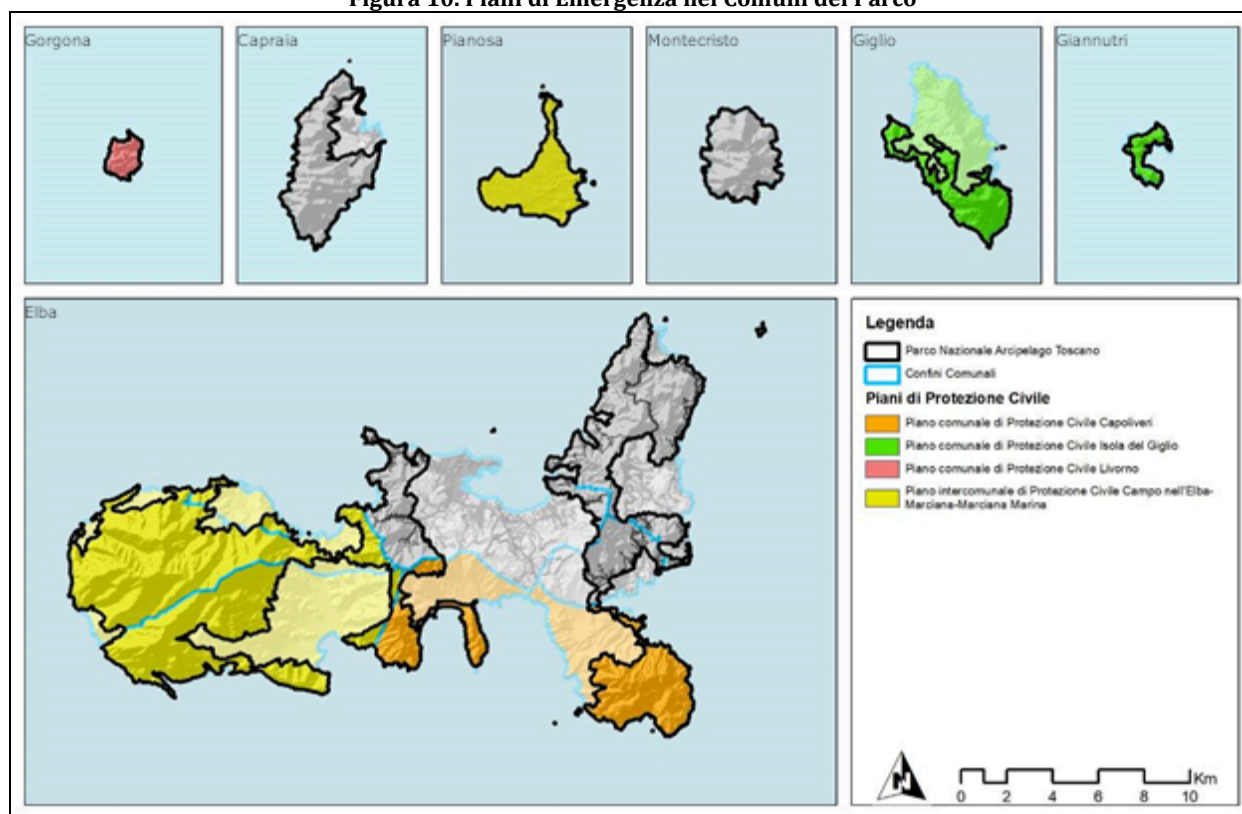 Figura 10. Piani di Emergenza nei Comuni del Parco
Gorgona
Capraia
Pianosa
Montecristo
Giglio
Giannutri
Elba
Legenda
Parco Nazionale Arcipelago Toscano
Confini Comunali
Piani di Protezione Civile
Piano comunale di Protezione Civile Capoliveri
Piano comunale di Protezione Civile Isola del Giglio
Piano comunale di Protezione Civile Livorno
Piano intercomunale di Protezione Civile Campo nell'Elba-
Marciana-Marciana Marina
N
Km
0 2 4 6 8 10